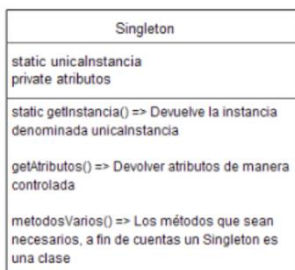 Singleton
static unicaInstancia
private atributos
static getInstancia() => Devuelve la instancia
denominada unicaInstancia
getAtributos() => Devolver atributos de manera
controlada
metodosVarios() => Los métodos que sean
necesarios, a fin de cuentas un Singleton es
una clase